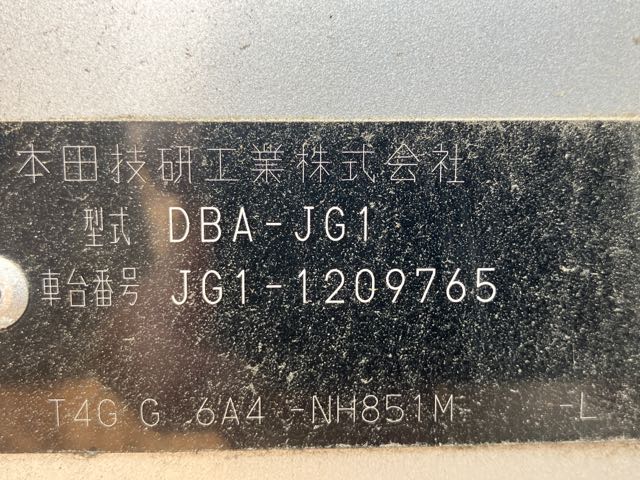 本田技研工業株式会社
型式 DBA-JG1
車台番号 JG1-1209765
T4G G 6A4 -NH851M- -L